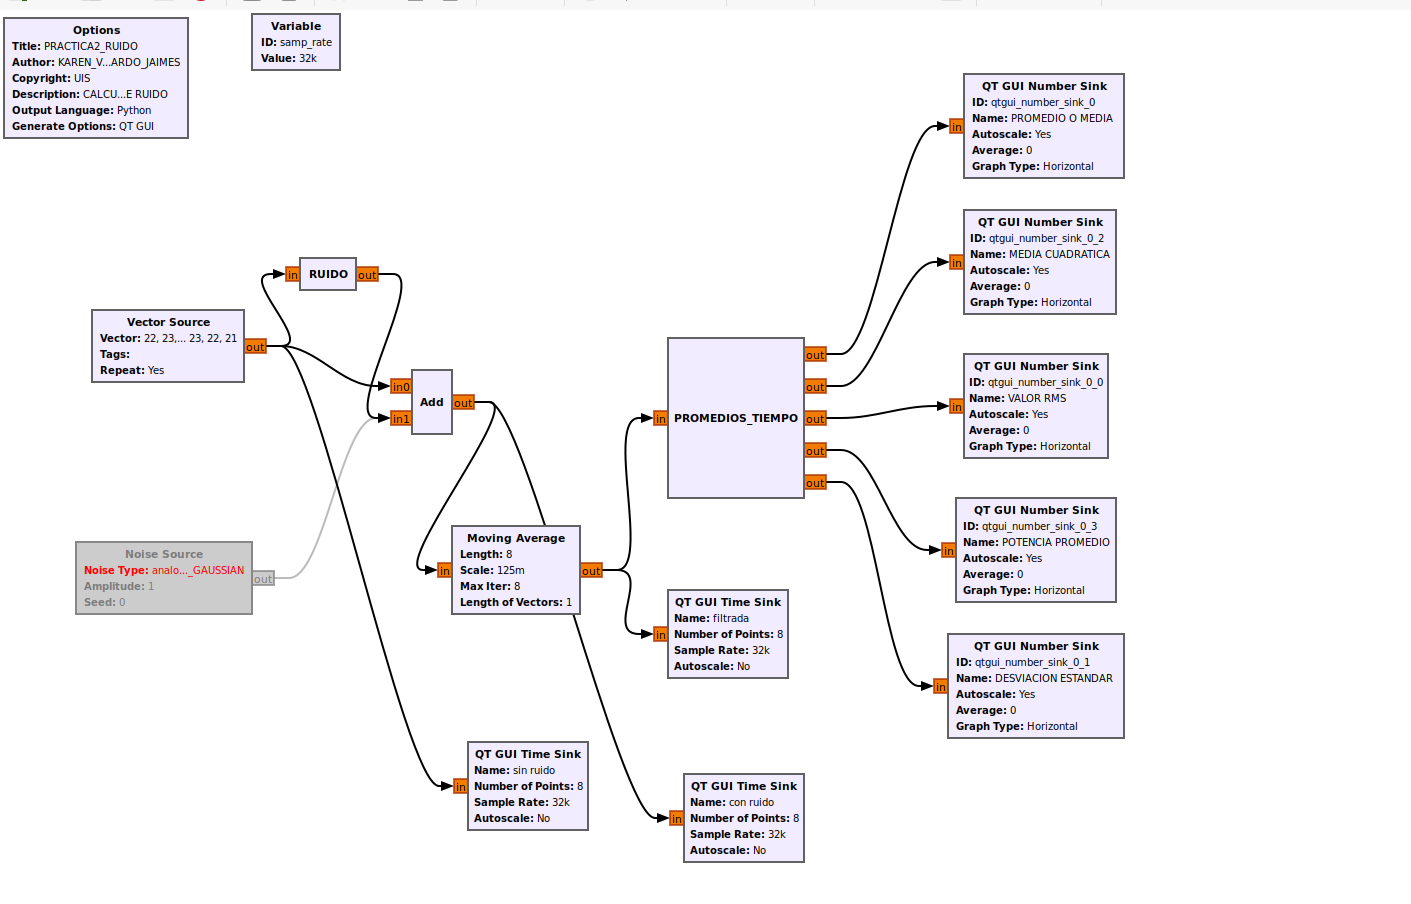 Options
Title: PRACTICA2_RUIDO
Author: KAREN_V...ARDO_JAIMES
Copyright: UIS
Description: CALCU...E RUIDO
Output Language: Python
Generate Options: QT GUI
Variable
ID: samp_rate
Value: 32k
QT GUI Number Sink
ID: qtgui_number_sink_0
Name: PROMEDIO O MEDIA
Autoscale: Yes
Average: 0
Graph Type: Horizontal
in
QT GUI Number Sink
ID: qtgui_number_sink_0_2
Name: MEDIA CUADRATICA
Autoscale: Yes
Average: 0
Graph Type: Horizontal
in
in
RUIDO
out
Vector Source
Vector: 22, 23,... 23, 22, 21
Tags:
Repeat: Yes
out
in0
in1
Add
out
in
PROMEDIOS_TIEMPO
out
out
out
out
out
QT GUI Number Sink
ID: qtgui_number_sink_0_0
Name: VALOR RMS
Autoscale: Yes
Average: 0
Graph Type: Horizontal
in
Noise Source
Noise Type: analo..._GAUSSIAN
Amplitude: 1
Seed: 0
out
Moving Average
Length: 8
Scale: 125m
Max Iter: 8
Length of Vectors: 1
in
out
QT GUI Number Sink
ID: qtgui_number_sink_0_3
Name: POTENCIA PROMEDIO
Autoscale: Yes
Average: 0
Graph Type: Horizontal
in
QT GUI Time Sink
Name: filtrada
Number of Points: 8
Sample Rate: 32k
Autoscale: No
in
QT GUI Number Sink
ID: qtgui_number_sink_0_1
Name: DESVIACION ESTANDAR
Autoscale: Yes
Average: 0
Graph Type: Horizontal
in
QT GUI Time Sink
Name: sin ruido
Number of Points: 8
Sample Rate: 32k
Autoscale: No
in
QT GUI Time Sink
Name: con ruido
Number of Points: 8
Sample Rate: 32k
Autoscale: No
in